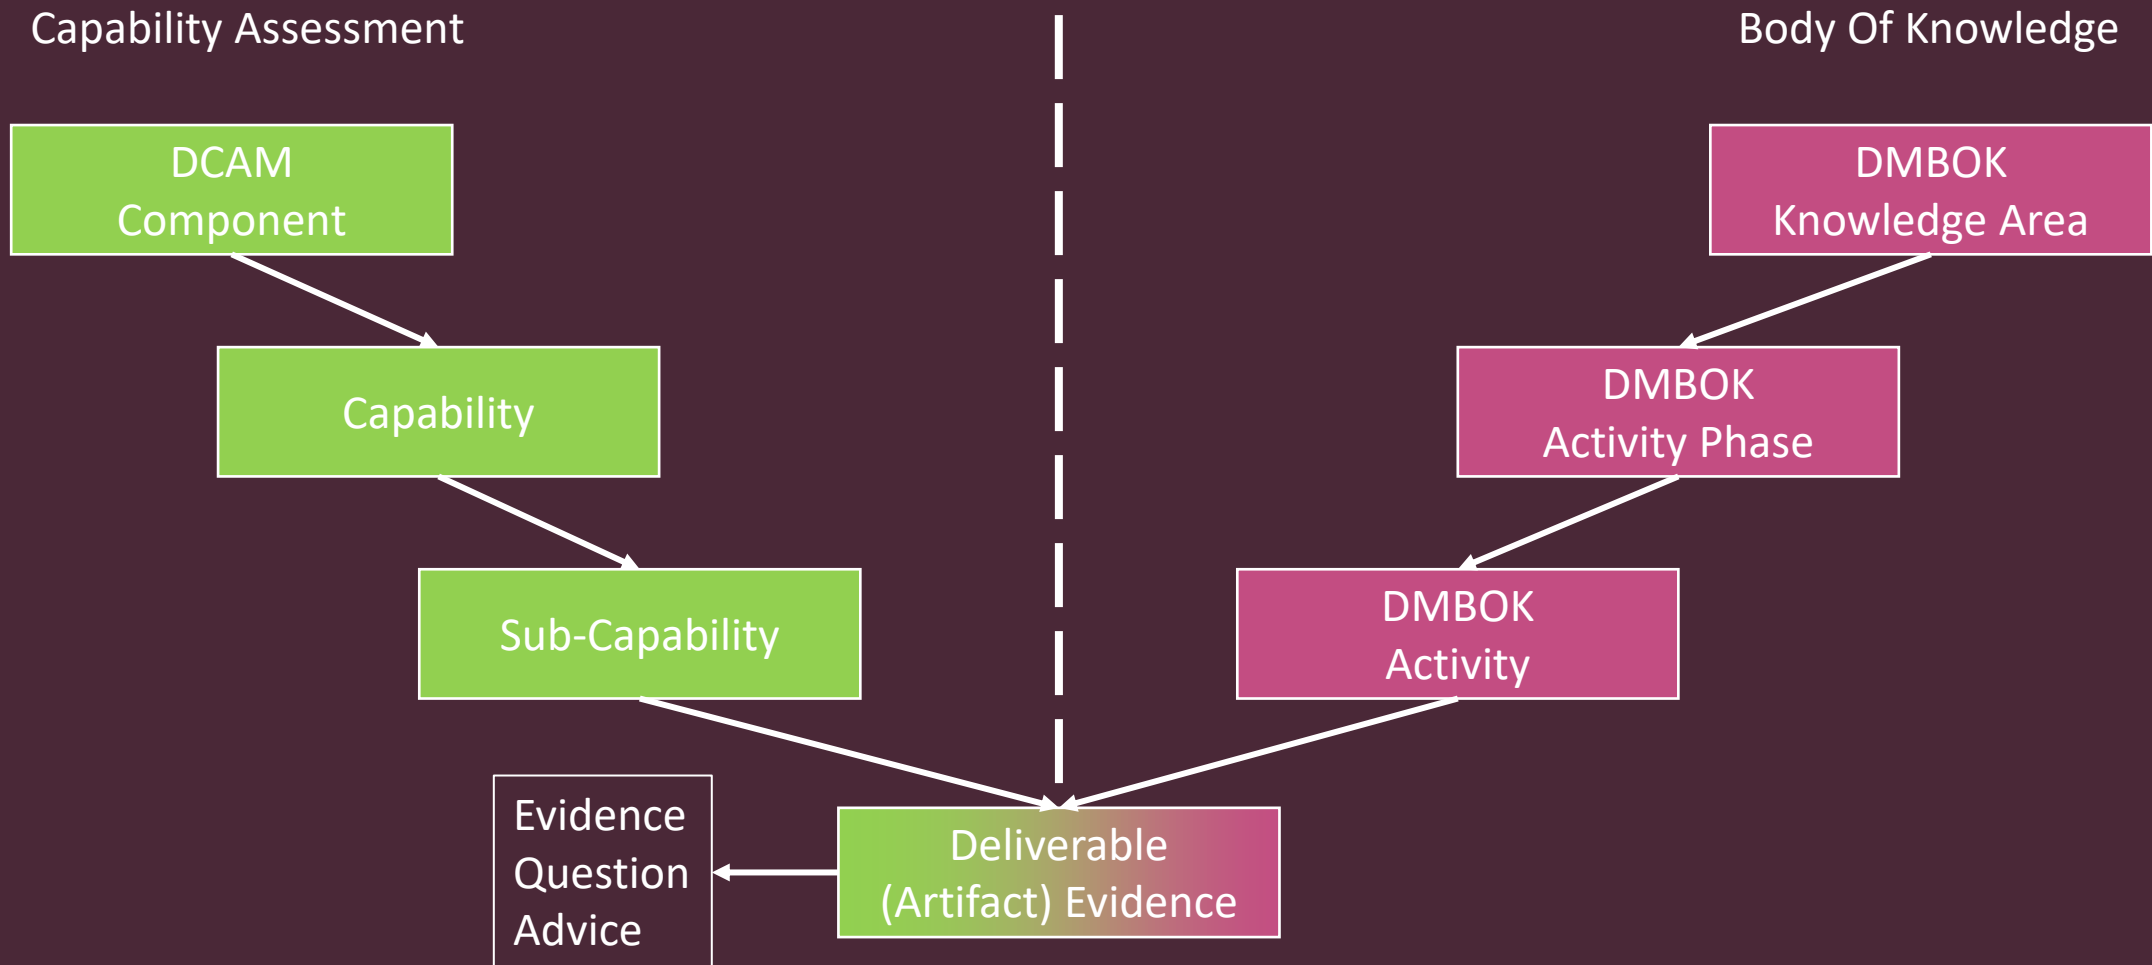 Capability Assessment
Body Of Knowledge
DCAM
Component
DMBOK
Knowledge Area
Capability
DMBOK
Activity Phase
Sub-Capability
DMBOK
Activity
Evidence
Question
Advice
Deliverable
(Artifact) Evidence